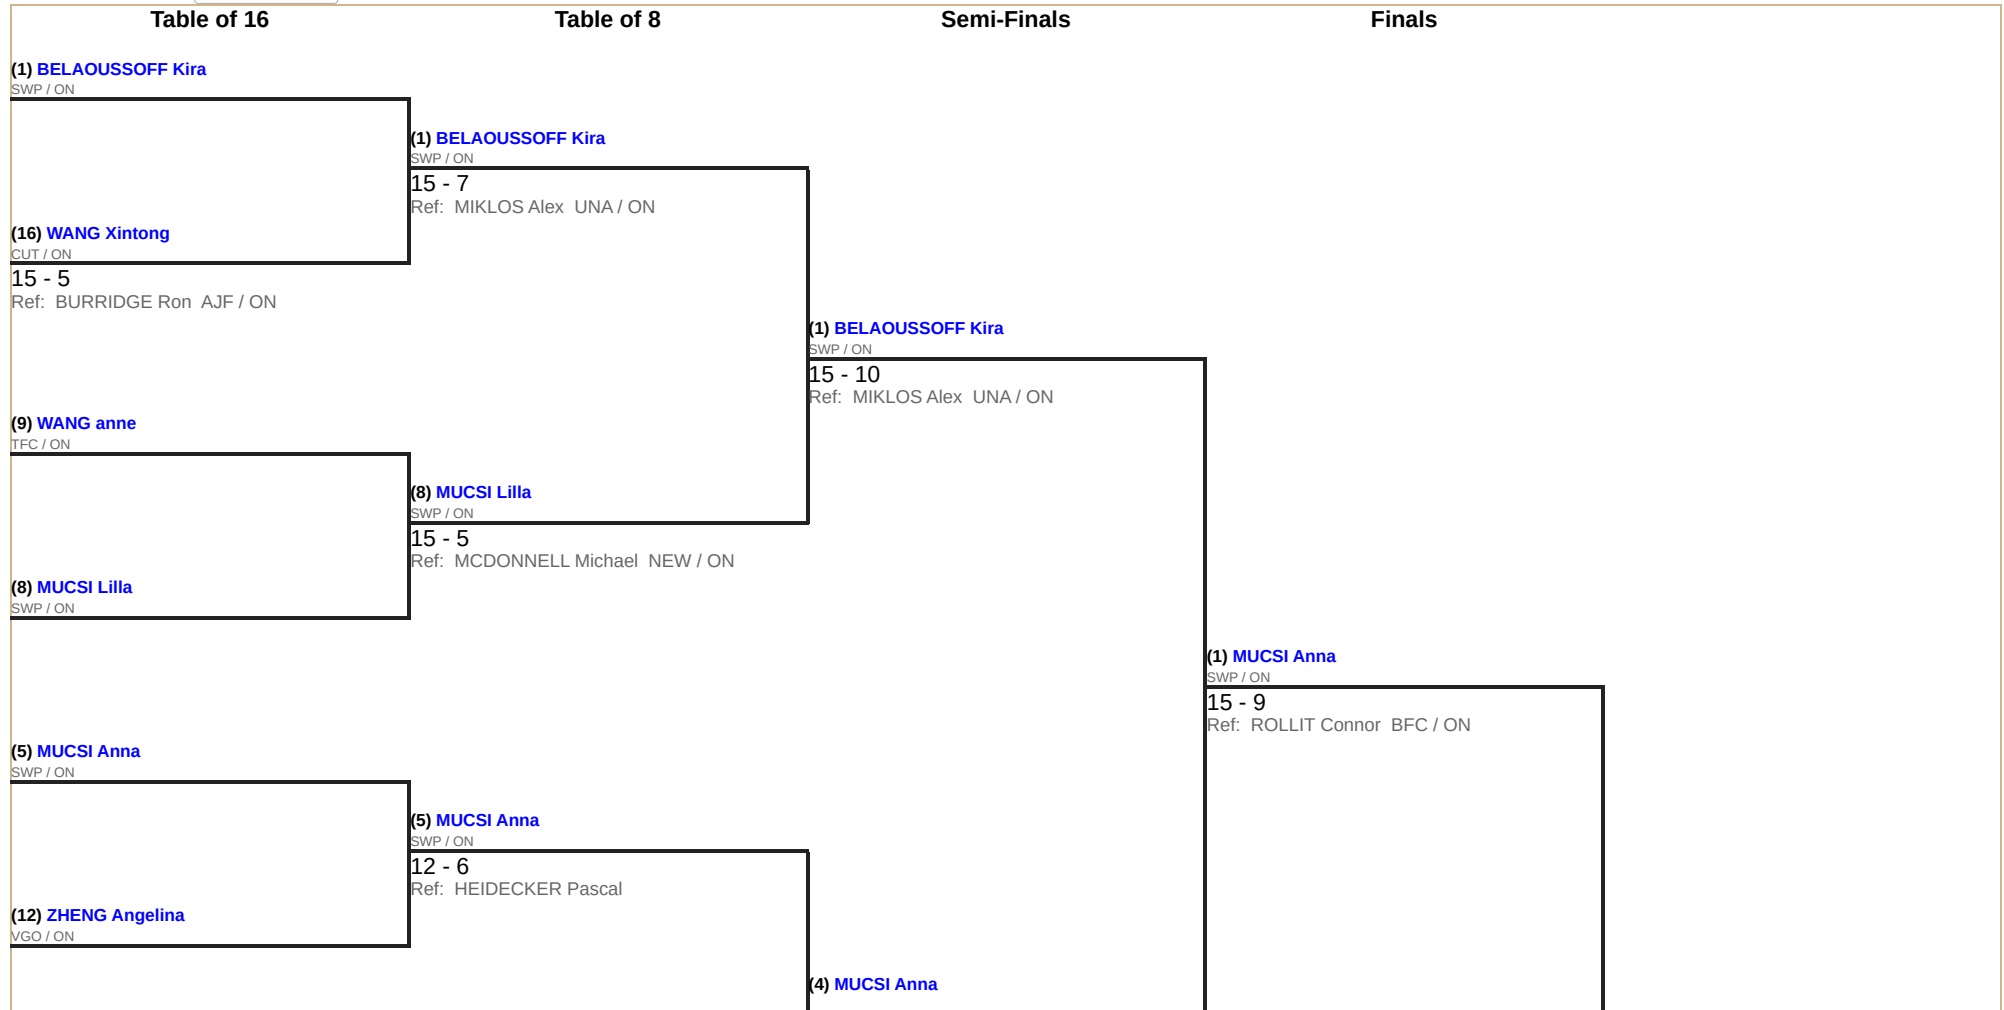 Table of 16
Table of 8
Semi-Finals
Finals
(1) BELAOUSSOFF Kira
SWP / ON
(1) BELAOUSSOFF Kira
SWP / ON
15 - 7
Ref: MIKLOS Alex UNA / ON
(16) WANG Xintong
CUT / ON
15 - 5
Ref: BURRIDGE Ron AJF / ON
(1) BELAOUSSOFF Kira
SWP / ON
15 - 10
Ref: MIKLOS Alex UNA / ON
(9) WANG anne
TFC / ON
(8) MUCSI Lilla
SWP / ON
15 - 5
Ref: MCDONNELL Michael NEW / ON
(8) MUCSI Lilla
SWP / ON
(1) MUCSI Anna
SWP / ON
15 - 9
Ref: ROLLIT Connor BFC / ON
(5) MUCSI Anna
SWP / ON
(5) MUCSI Anna
SWP / ON
12 - 6
Ref: HEIDECKER Pascal
(12) ZHENG Angelina
VGO / ON
(4) MUCSI Anna